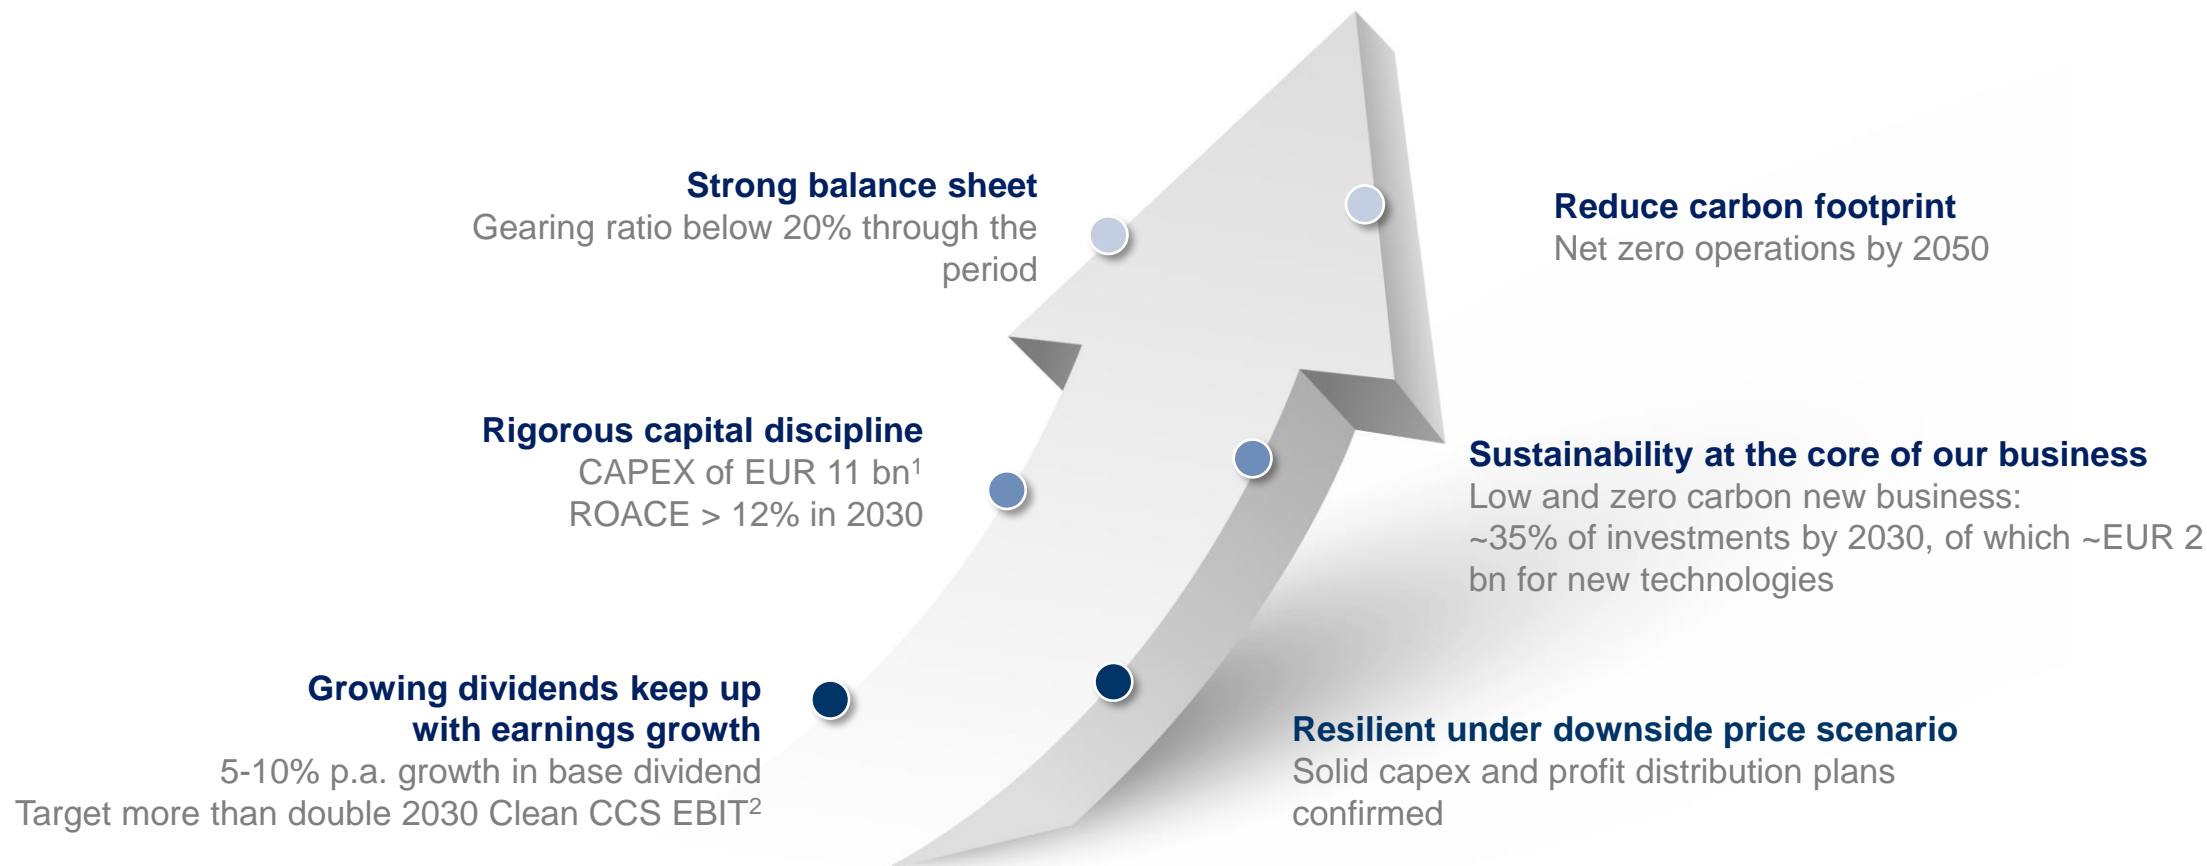 Strong balance sheet
Gearing ratio below 20% through the
period
Rigorous capital discipline
CAPEX of EUR 11 bn¹
ROACE > 12% in 2030
Growing dividends keep up
with earnings growth
5-10% p.a. growth in base dividend
Target more than double 2030 Clean CCS EBIT²
Reduce carbon footprint
Net zero operations by 2050
Sustainability at the core of our business
Low and zero carbon new business:
~35% of investments by 2030, of which ~EUR 2
bn for new technologies
Resilient under downside price scenario
Solid capex and profit distribution plans
confirmed